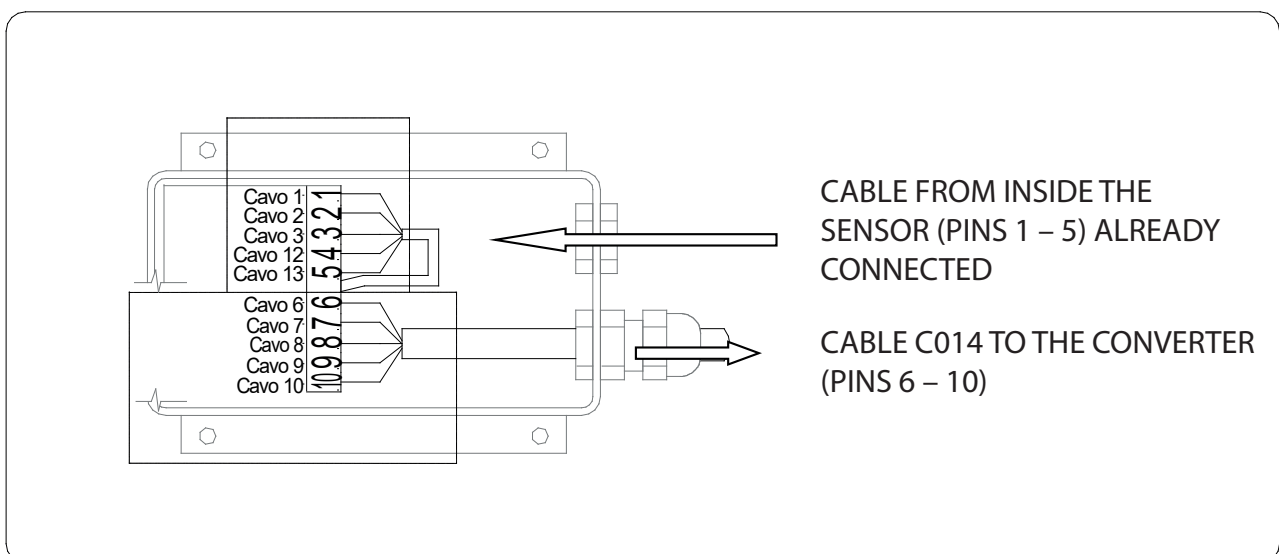 Cavo 1 1
Cavo 2 2
Cavo 3 3
Cavo 12 4
Cavo 13 5
Cavo 6 6
Cavo 7 7
Cavo 8 8
Cavo 9 9
Cavo 10 10
CABLE FROM INSIDE THE
SENSOR (PINS 1 – 5) ALREADY
CONNECTED
CABLE C014 TO THE CONVERTER
(PINS 6 – 10)